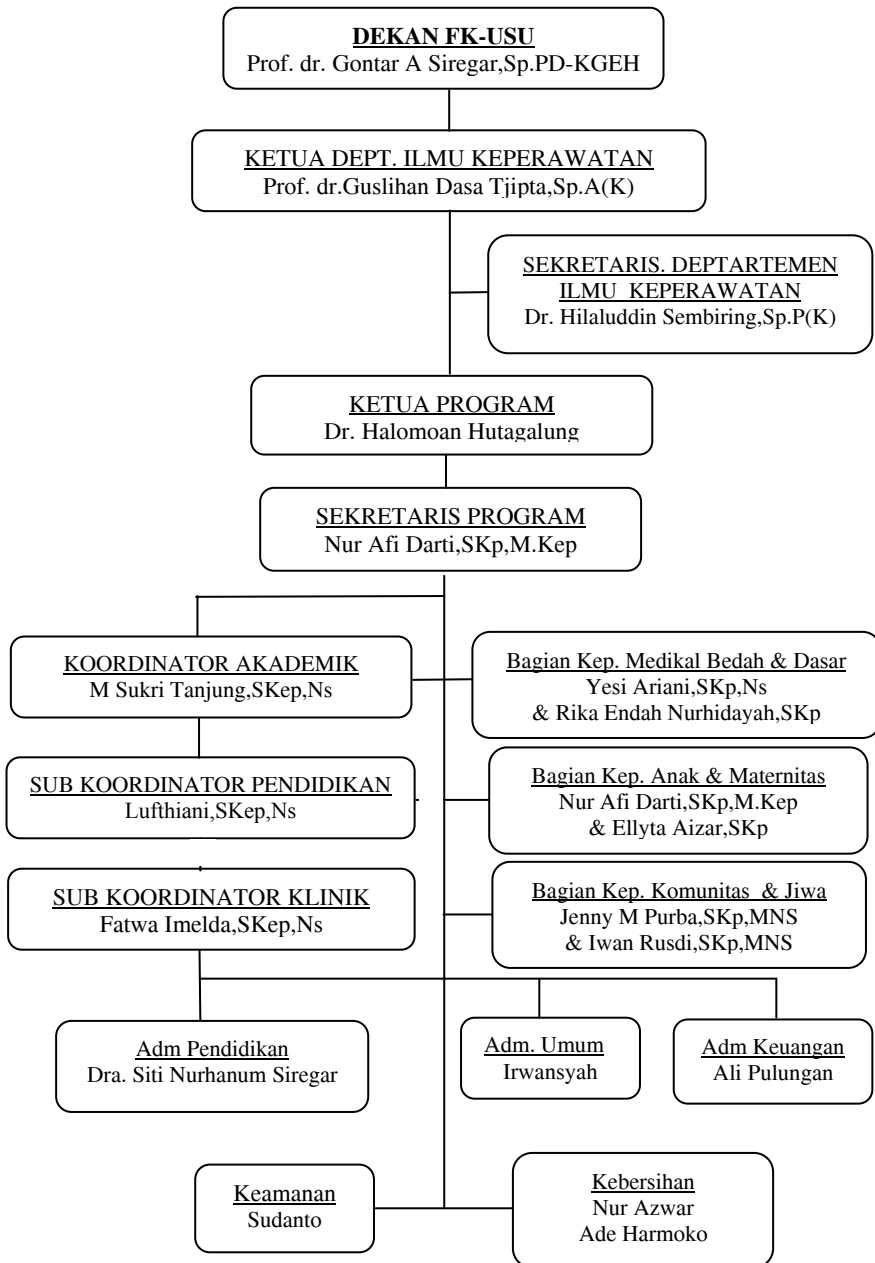 DEKAN FK-USU
Prof. dr. Gontar A Siregar,Sp.PD-KGEH
KETUA DEPT. ILMU KEPERAWATAN
Prof. dr.Guslihan Dasa Tjipta,Sp.A(K)
SEKRETARIS. DEPTARTEMEN
ILMU KEPERAWATAN
Dr. Hilaluddin Sembiring,Sp.P(K)
KETUA PROGRAM
Dr. Halomoan Hutagalung
SEKRETARIS PROGRAM
Nur Afi Darti,SKp,M.Kep
KOORDINATOR AKADEMIK
M Sukri Tanjung,SKep,Ns
Bagian Kep. Medikal Bedah & Dasar
Yesi Ariani,SKp,Ns
& Rika Endah Nurhidayah,SKp
SUB KOORDINATOR PENDIDIKAN
Lufthiani,SKep,Ns
Bagian Kep. Anak & Maternitas
Nur Afi Darti,SKp,M.Kep
& Ellyta Aizar,SKp
SUB KOORDINATOR KLINIK
Fatwa Imelda,SKep,Ns
Bagian Kep. Komunitas & Jiwa
Jenny M Purba,SKp,MNS
& Iwan Rusdi,SKp,MNS
Adm Pendidikan
Dra. Siti Nurhanum Siregar
Adm. Umum
Irwansyah
Adm Keuangan
Ali Pulungan
Keamanan
Sudanto
Kebersihan
Nur Azwar
Ade Harmoko